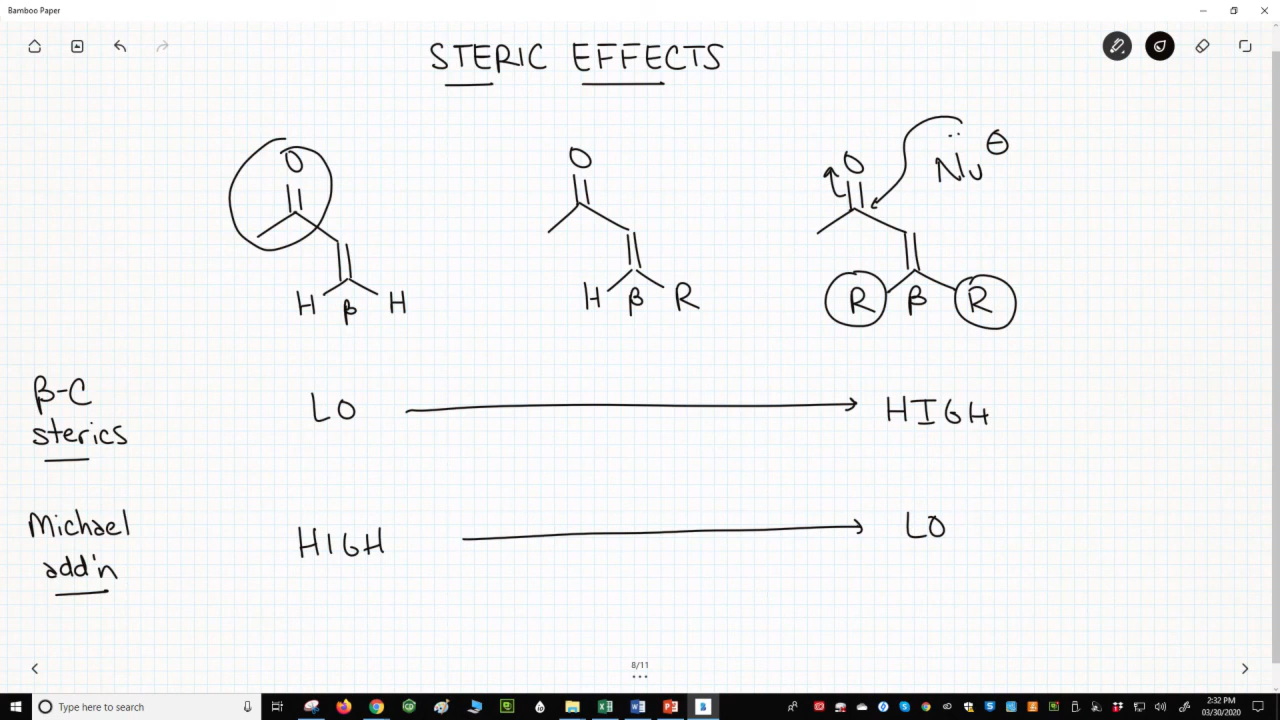 Bamboo Paper
STERIC EFFECTS
O
O
O
Nu ⊖
H β H
H β R
R β R
β-C
sterics
LO
HIGH
Michael
add'n
HIGH
LO
8/11
Type here to search
2:32 PM
03/30/2020